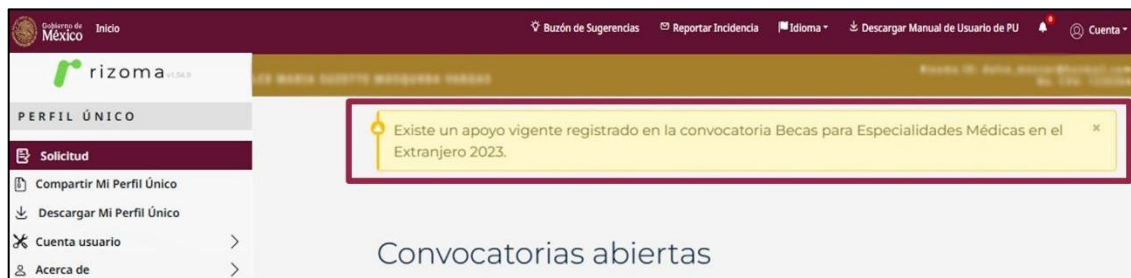 Gobierno de
México
Inicio
Buzón de Sugerencias
Reportar Incidencia
Idioma
Descargar Manual de Usuario de PU
Cuenta
rizoma
PERFIL ÚNICO
Existe un apoyo vigente registrado en la convocatoria Becas para Especialidades Médicas en el
Extranjero 2023.
Solicitud
Compartir Mi Perfil Único
Descargar Mi Perfil Único
Cuenta usuario
Acerca de
Convocatorias abiertas